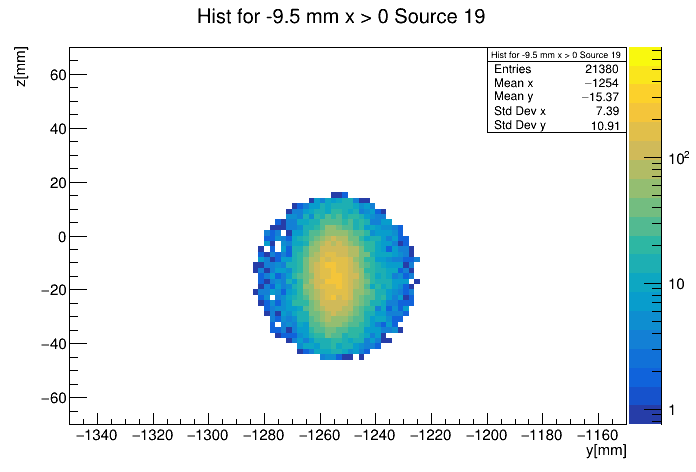 Hist for -9.5 mm x > 0 Source 19
z[mm]
Hist for -9.5 mm x > 0 Source 19
Entries 21380
Mean x −1254
Mean y −15.37
Std Dev x 7.39
Std Dev y 10.91
60
40
20
0
−20
−40
−60
10²
10
1
−1340 −1320 −1300 −1280 −1260 −1240 −1220 −1200 −1180 −1160
y[mm]